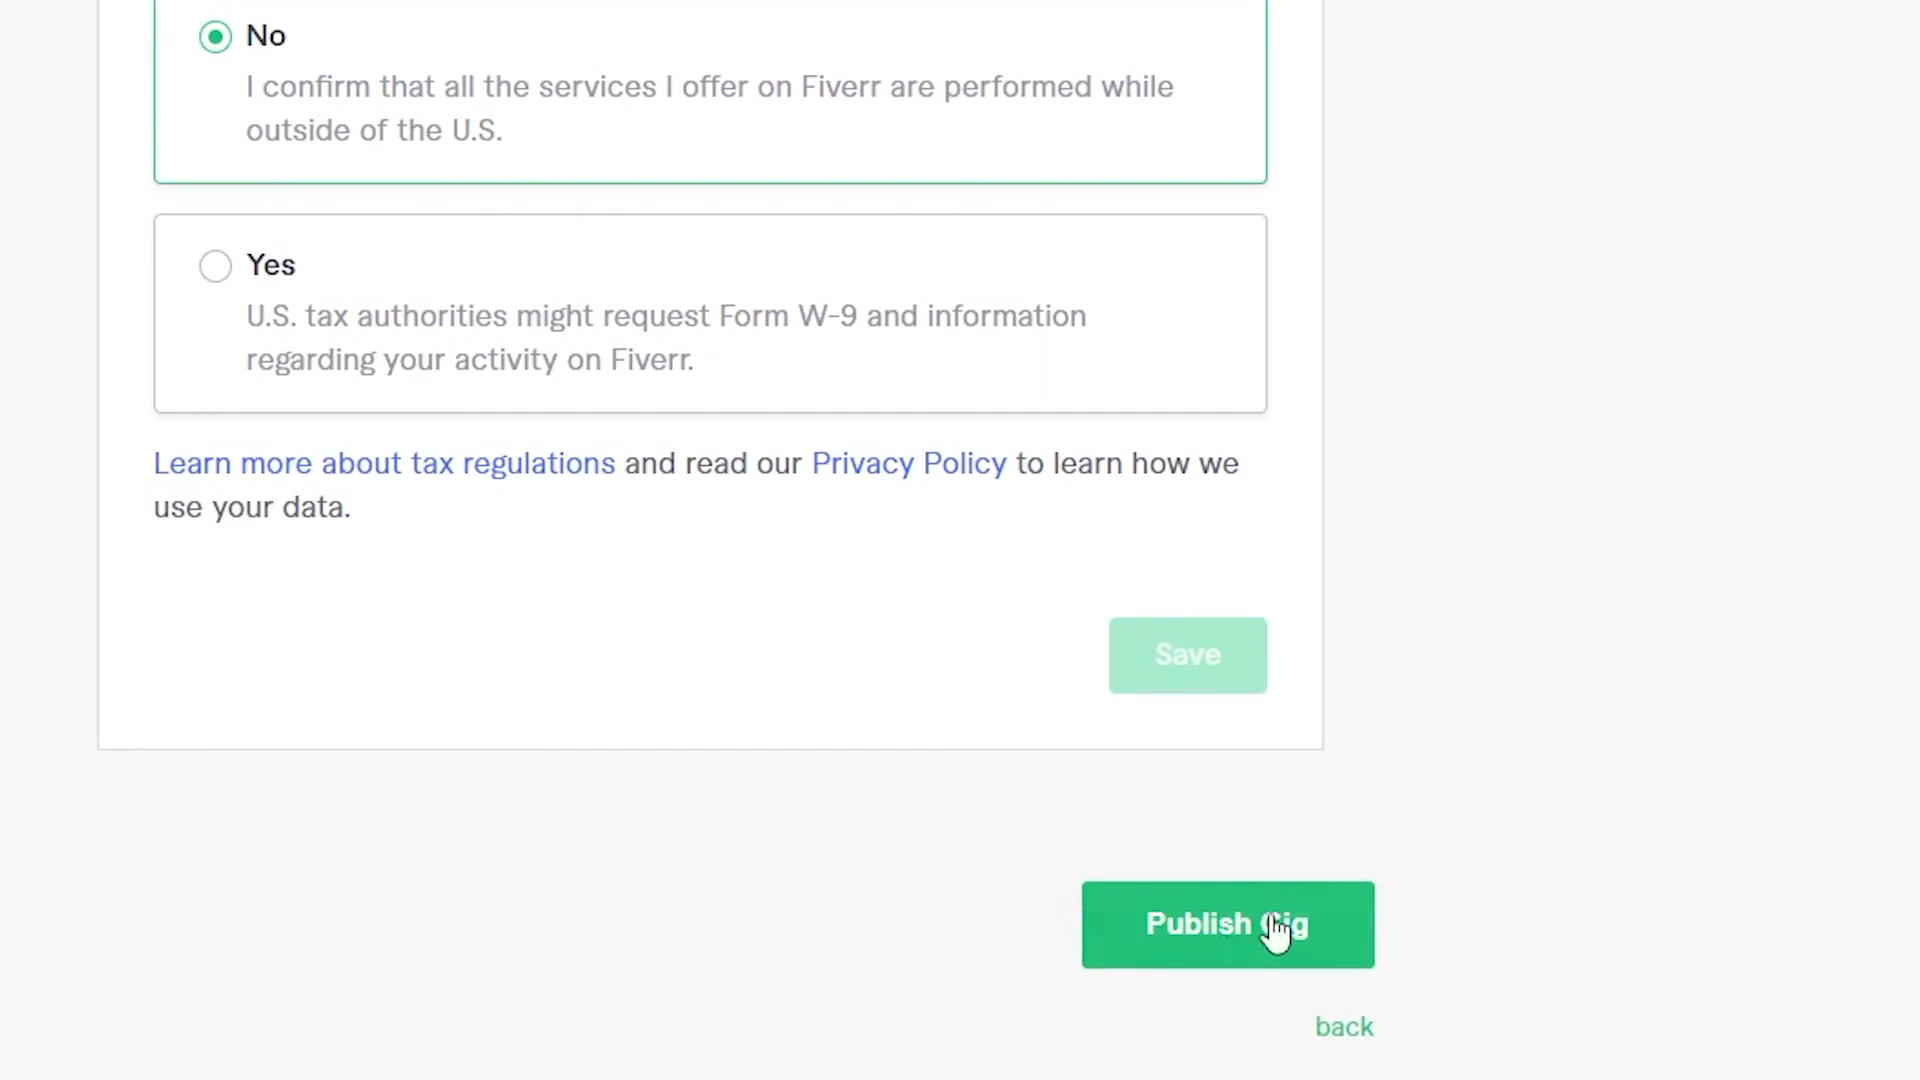 No
I confirm that all the services I offer on Fiverr are performed while
outside of the U.S.
Yes
U.S. tax authorities might request Form W-9 and information
regarding your activity on Fiverr.
Learn more about tax regulations and read our Privacy Policy to learn how we
use your data.
Save
Publish Gig
back